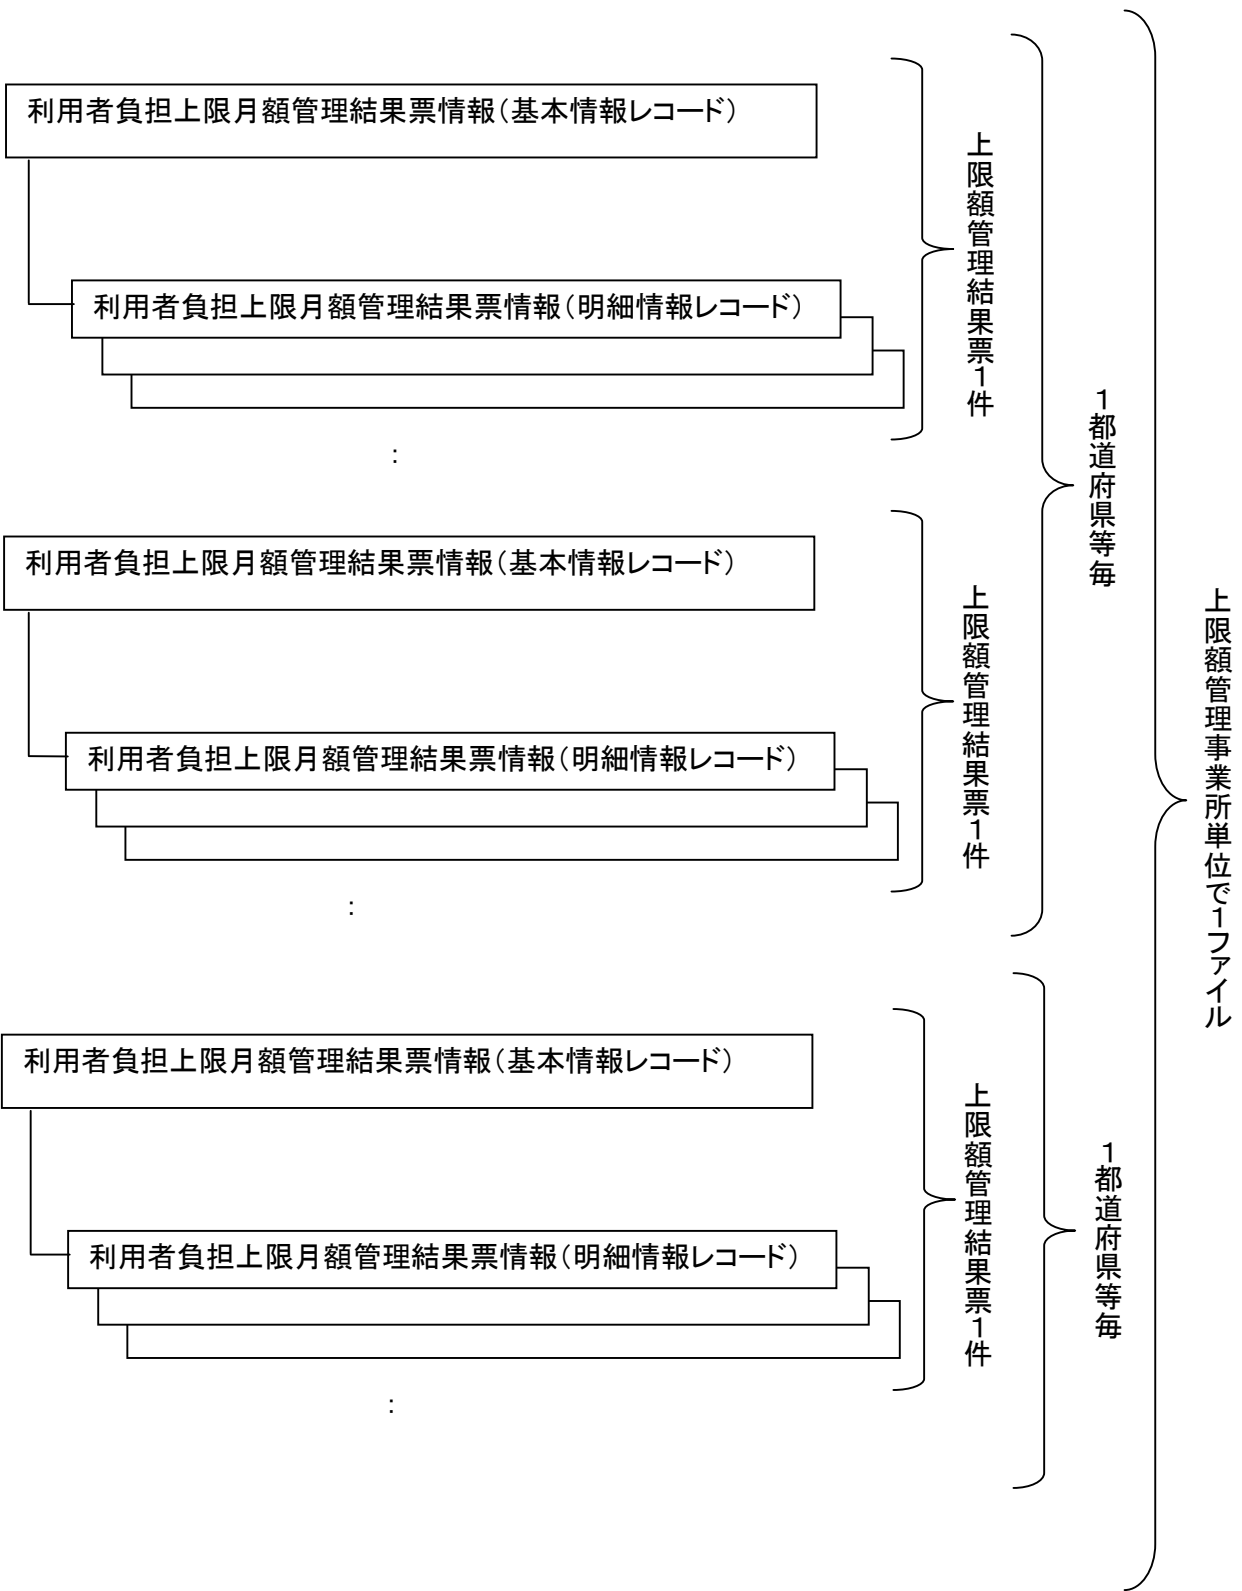 利用者負担上限月額管理結果票情報（基本情報レコード）
利用者負担上限月額管理結果票情報（明細情報レコード）
：
上限額管理結果票１件
利用者負担上限月額管理結果票情報（基本情報レコード）
利用者負担上限月額管理結果票情報（明細情報レコード）
：
上限額管理結果票１件
１都道府県等毎
利用者負担上限月額管理結果票情報（基本情報レコード）
利用者負担上限月額管理結果票情報（明細情報レコード）
：
上限額管理結果票１件
１都道府県等毎
上限額管理事業所単位で１ファイル